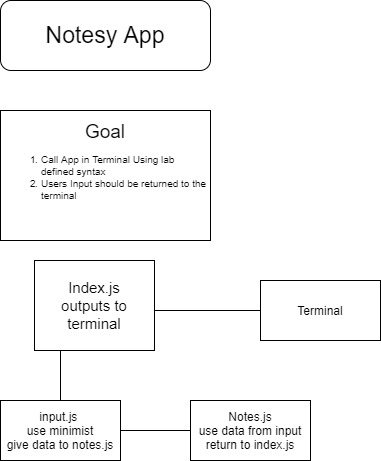 Notesy App
Goal
1. Call App in Terminal Using lab
defined syntax
2. Users Input should be returned to the
terminal
Index.js
outputs to
terminal
Terminal
input.js
use minimist
give data to notes.js
Notes.js
use data from input
return to index.js